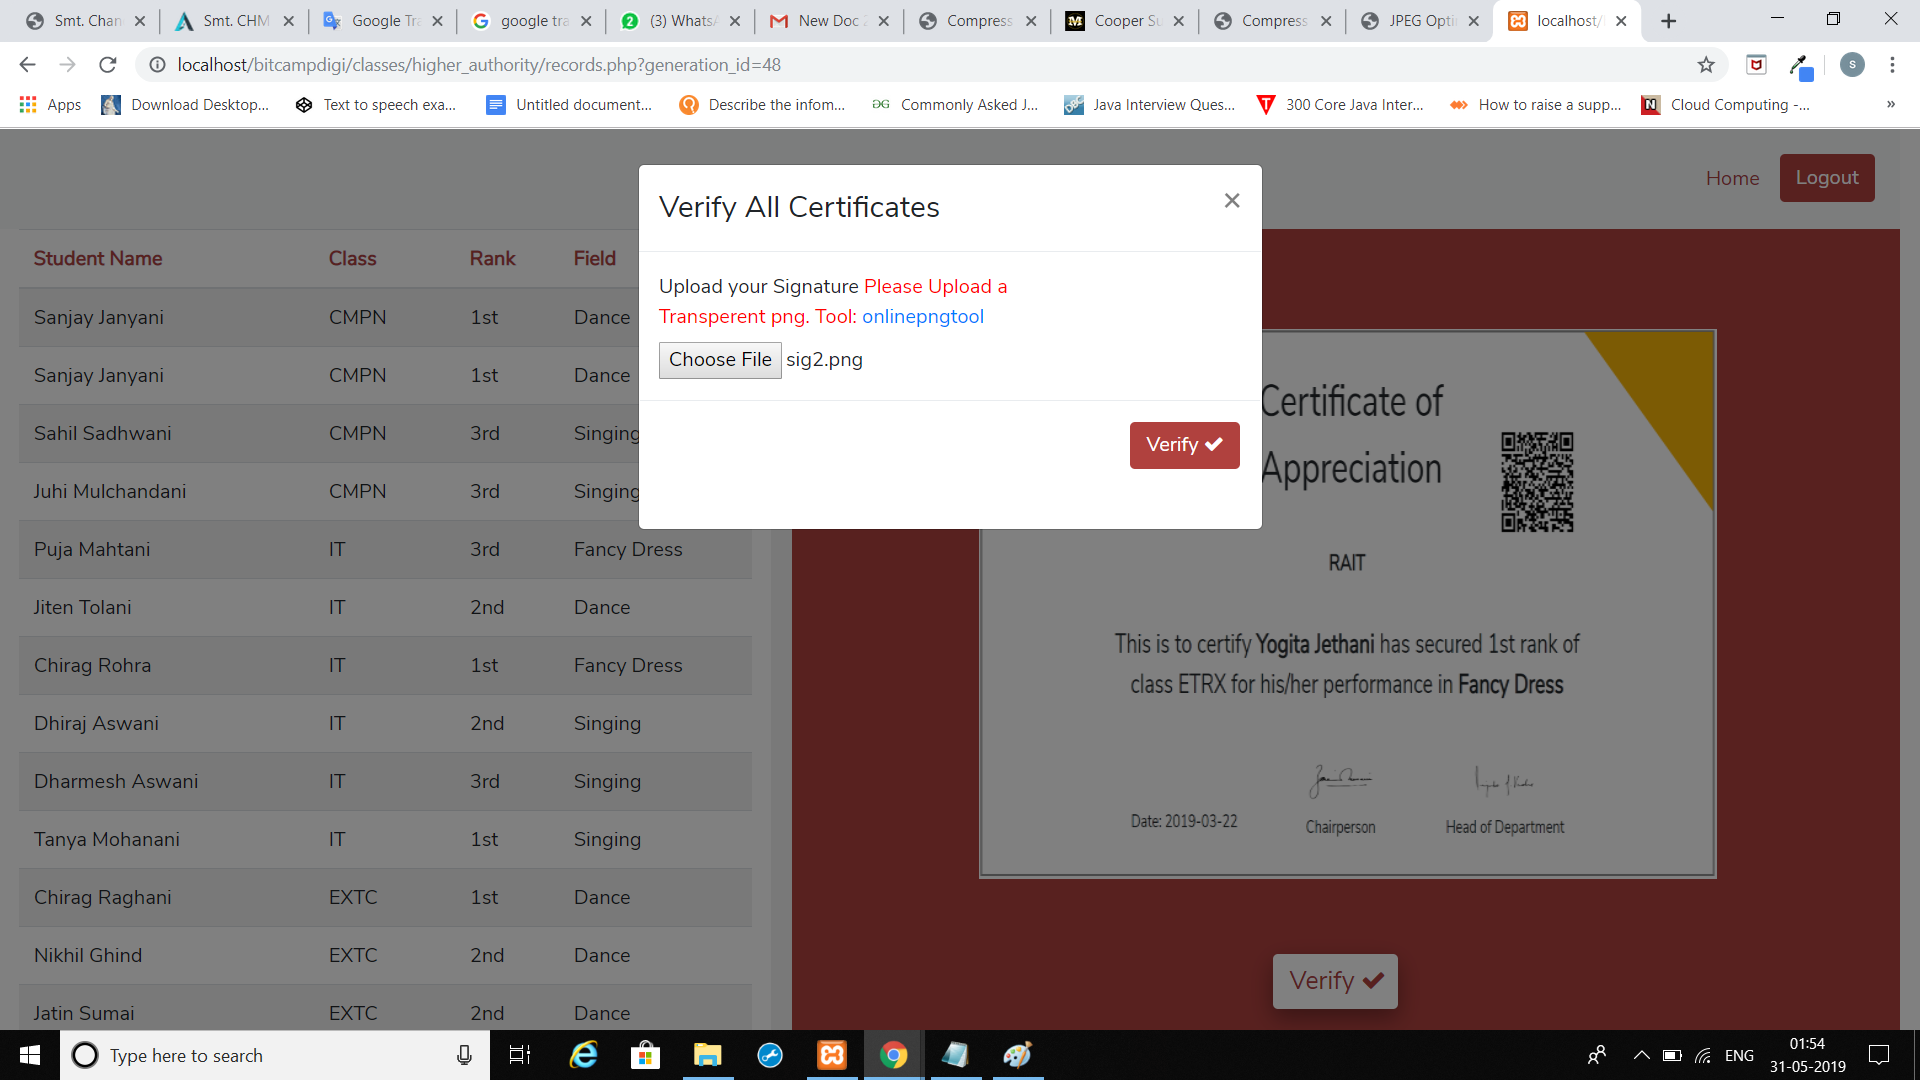 Smt. Chan
Smt. CHM
Google Tra
google tra
(3) WhatsA
New Doc 2
Compress
Cooper Su
Compress
JPEG Opti
localhost/
localhost/bitcampdigi/classes/higher_authority/records.php?generation_id=48
S
Apps
Download Desktop...
Text to speech exa...
Untitled document...
Describe the infom...
Commonly Asked J...
Java Interview Ques...
300 Core Java Inter...
How to raise a supp...
Cloud Computing -...
»
Home
Logout
Verify All Certificates
Upload your Signature Please Upload a
Transperent png. Tool: onlinepngtool
Choose File sig2.png
Verify
Student Name Class Rank Field
Sanjay Janyani CMPN 1st Dance
Sanjay Janyani CMPN 1st Dance
Sahil Sadhwani CMPN 3rd Singing
Juhi Mulchandani CMPN 3rd Singing
Puja Mahtani IT 3rd Fancy Dress
Jiten Tolani IT 2nd Dance
Chirag Rohra IT 1st Fancy Dress
Dhiraj Aswani IT 2nd Singing
Dharmesh Aswani IT 3rd Singing
Tanya Mohanani IT 1st Singing
Chirag Raghani EXTC 1st Dance
Nikhil Ghind EXTC 2nd Dance
Jatin Sumai EXTC 2nd Dance
Certificate of
Appreciation
RAIT
This is to certify Yogita Jethani has secured 1st rank of
class ETRX for his/her performance in Fancy Dress
Date: 2019-03-22
Chairperson
Head of Department
Verify
Type here to search
ENG
01:54
31-05-2019